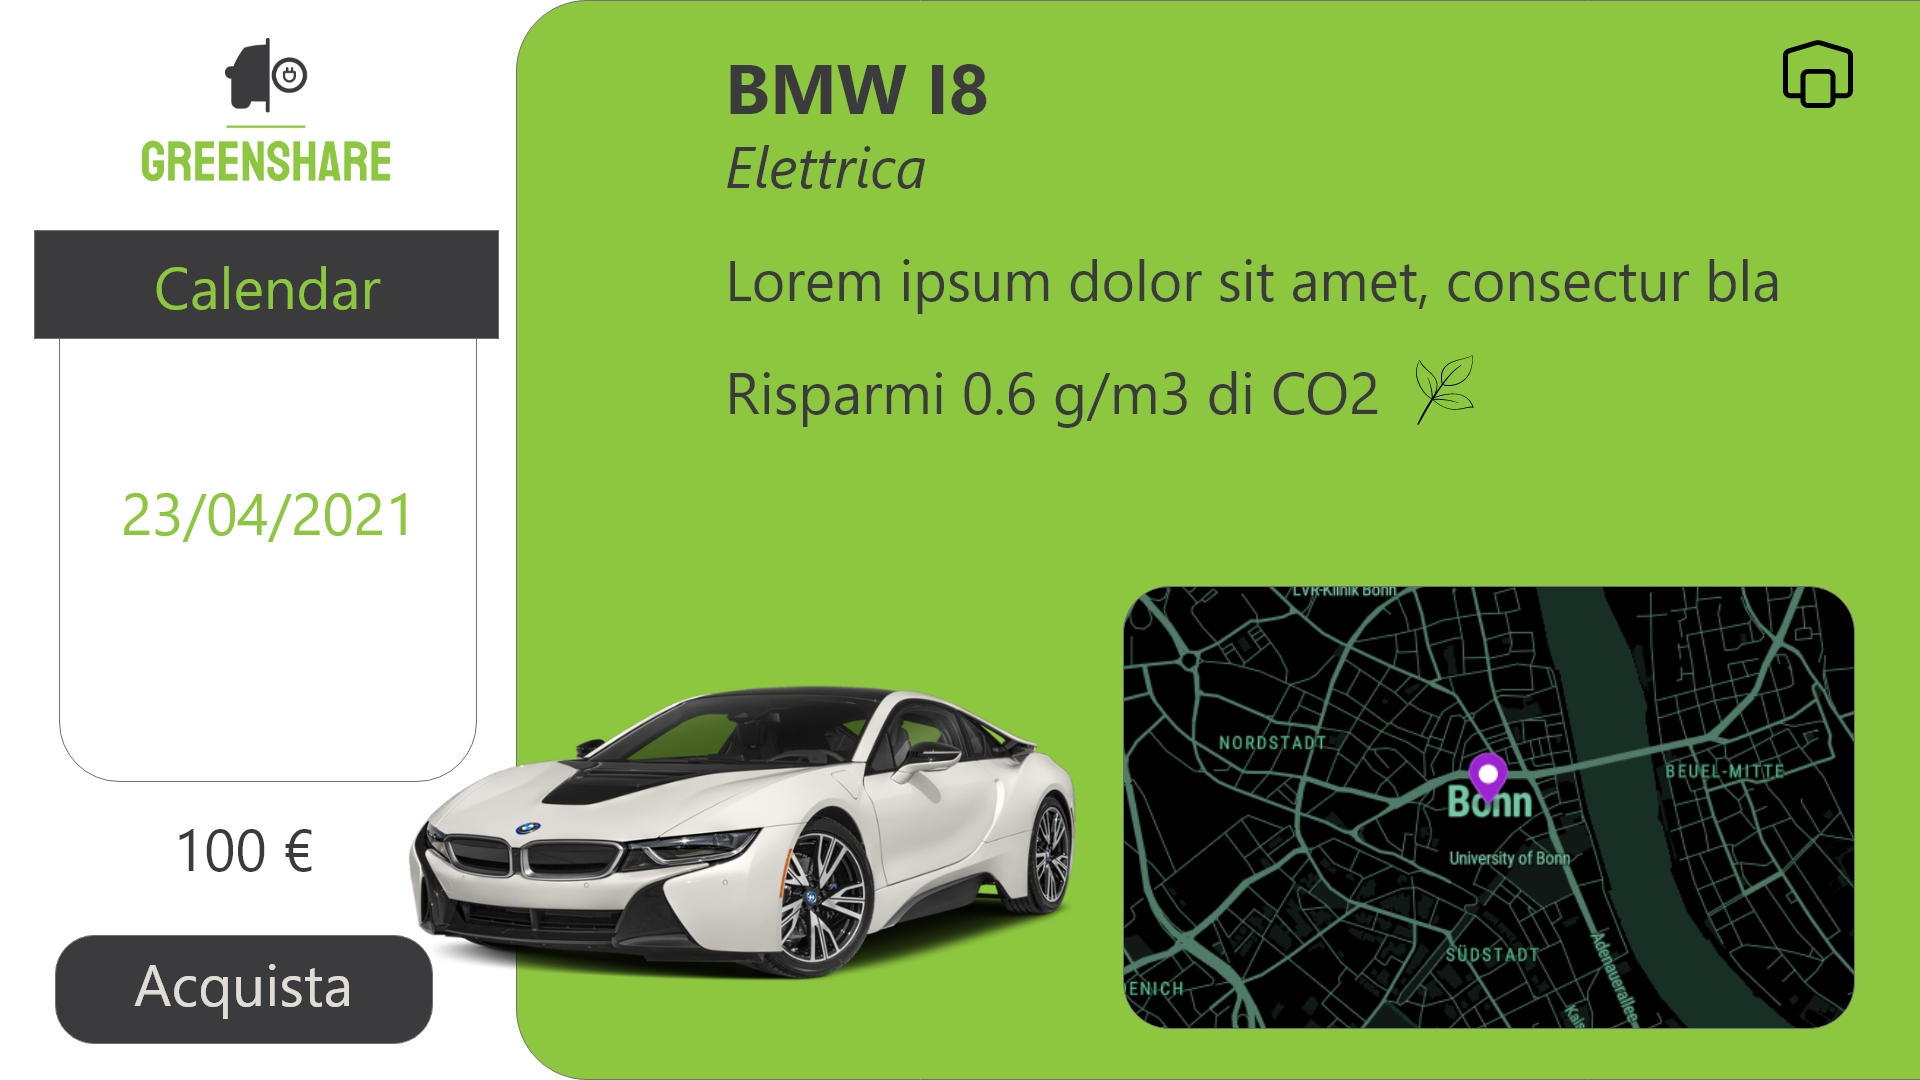 GREENSHARE
Calendar
23/04/2021
100 €
Acquista
BMW I8
Elettrica
Lorem ipsum dolor sit amet, consectur bla
Risparmi 0.6 g/m3 di CO2
LVR-Klinik Bonn
NORDSTADT
BEUEL-MITTE
Bonn
University of Bonn
SÜDSTADT
ENICH
Adenauerallee
Kais